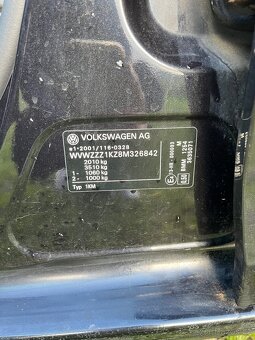 VOLKSWAGEN AG
e1*2001/116*0328
WVWZZZ1KZ8M326842
2010 kg
3510 kg
1- 1060 kg
2- 1000 kg
Typ 1KM